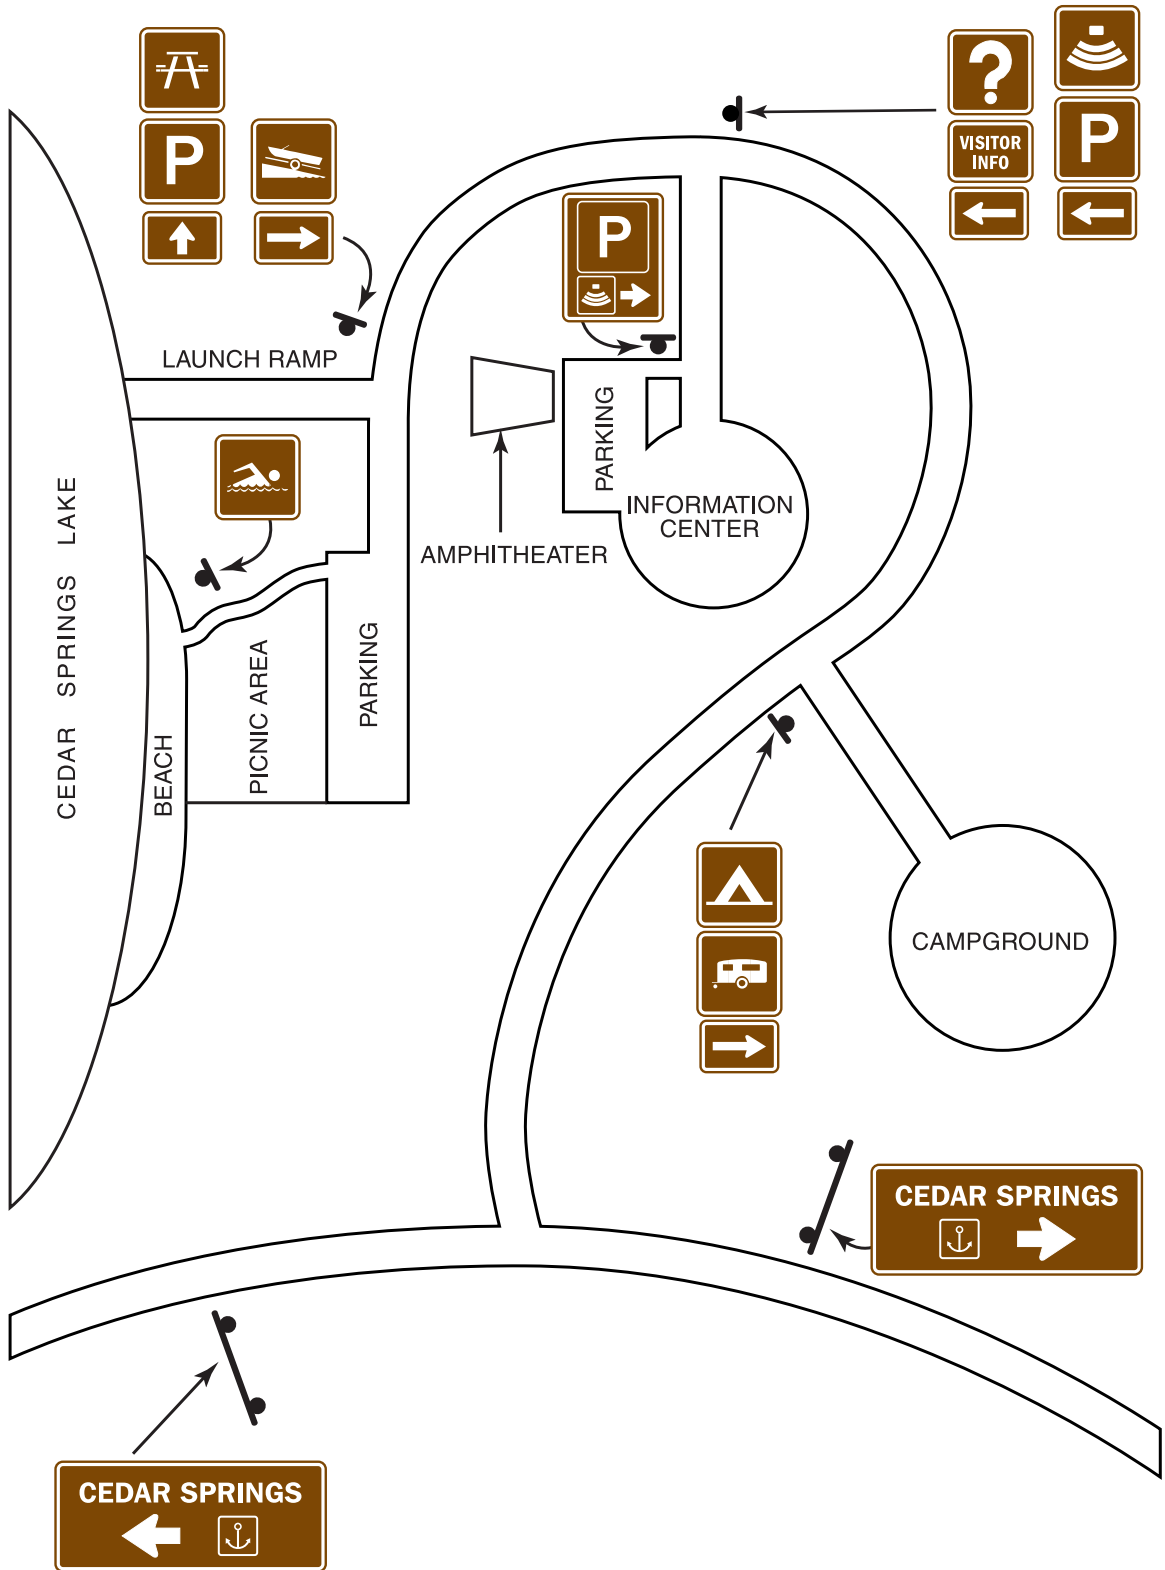 P
VISITOR
INFO
P
P
LAUNCH RAMP
PARKING
INFORMATION
CENTER
AMPHITHEATER
CEDAR SPRINGS LAKE
BEACH
PICNIC AREA
PARKING
CAMPGROUND
CEDAR SPRINGS
CEDAR SPRINGS